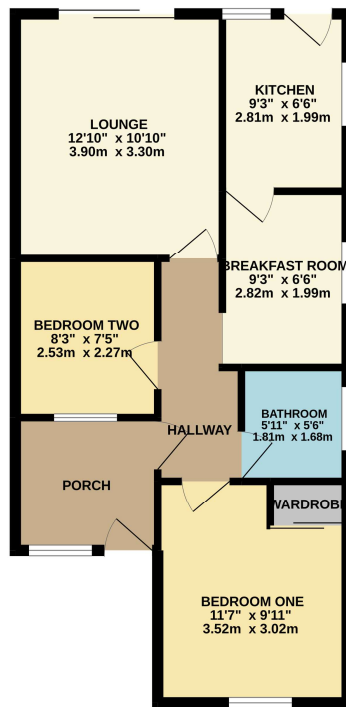 KITCHEN
9'3" x 6'6"
2.81m x 1.99m
LOUNGE
12'10" x 10'10"
3.90m x 3.30m
BREAKFAST ROOM
9'3" x 6'6"
2.82m x 1.99m
BEDROOM TWO
8'3" x 7'5"
2.53m x 2.27m
BATHROOM
5'11" x 5'6"
1.81m x 1.68m
HALLWAY
PORCH
WARDROBE
BEDROOM ONE
11'7" x 9'11"
3.52m x 3.02m